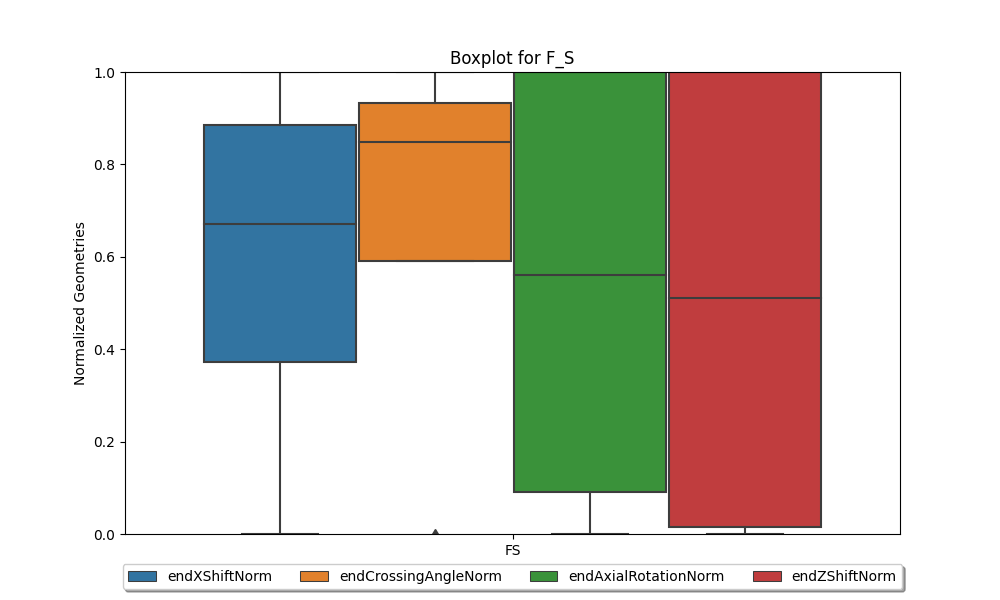 Boxplot for F_S
1.0
0.8
0.6
0.4
0.2
0.0
Normalized Geometries
FS
endXShiftNorm endCrossingAngleNorm endAxialRotationNorm endZShiftNorm